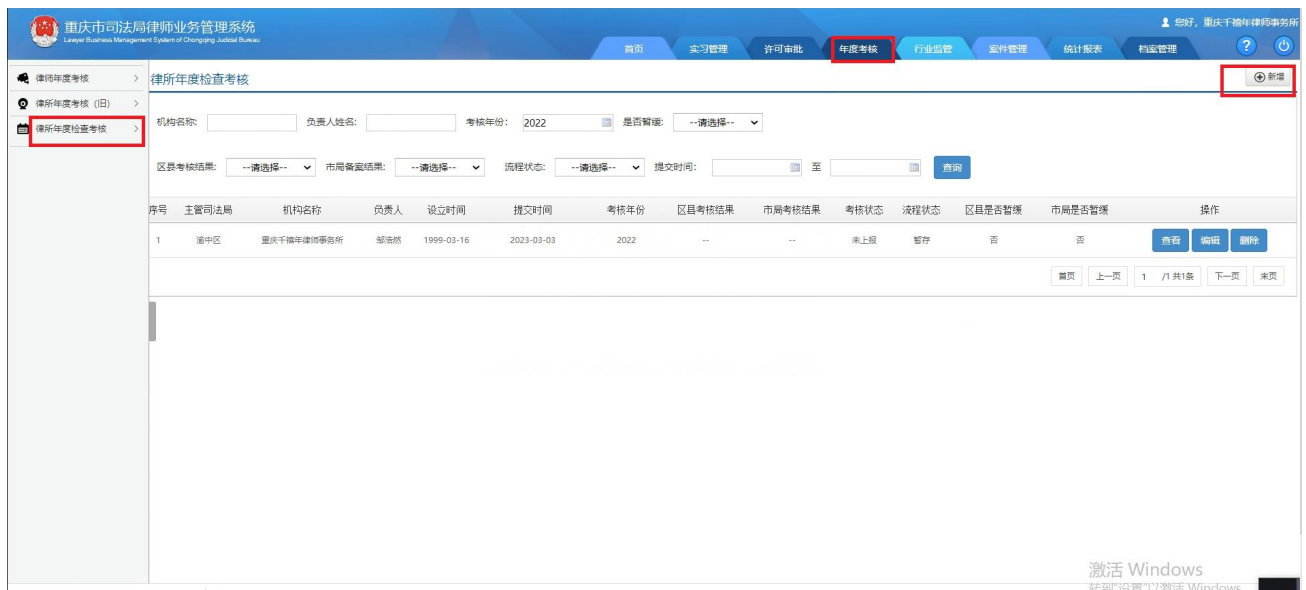 重庆市司法局律师业务管理系统
Lawyer Business Management System of Chongqing Judicial Bureau
您好，重庆千禧年律师事务所
首页 实习管理 许可审批 年度考核 行业监管 案件管理 统计报表 档案管理
律师年度考核
律所年度考核（旧）
律所年度检查考核
律所年度检查考核 新增
机构名称: 负责人姓名: 考核年份: 2022 是否暂缓: --请选择--
区县考核结果: --请选择-- 市局备案结果: --请选择-- 流程状态: --请选择-- 提交时间: 至 查询
序号 主管司法局 机构名称 负责人 设立时间 提交时间 考核年份 区县考核结果 市局考核结果 考核状态 流程状态 区县是否暂缓 市局是否暂缓 操作
1 渝中区 重庆千禧年律师事务所 邹浩然 1999-03-16 2023-03-03 2022 -- -- 未上报 暂存 否 否 查看 编辑 删除
首页 上一页 1 /1 共1条 下一页 末页
激活 Windows
转到"设置"以激活 Windows